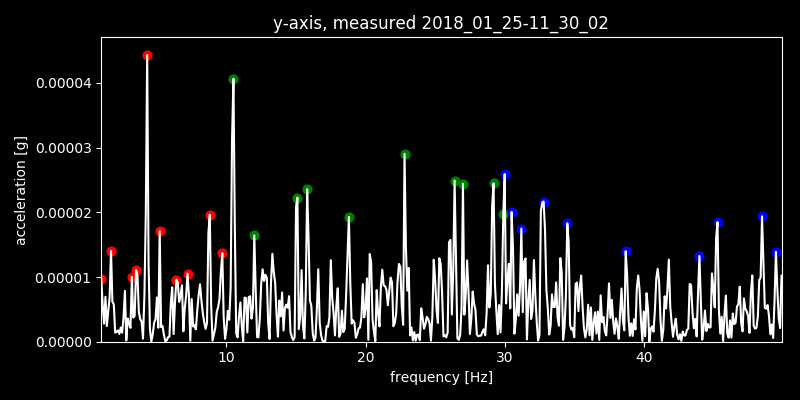 y-axis, measured 2018_01_25-11_30_02
acceleration [g]
0.00004
0.00003
0.00002
0.00001
0.00000
10 20 30 40
frequency [Hz]